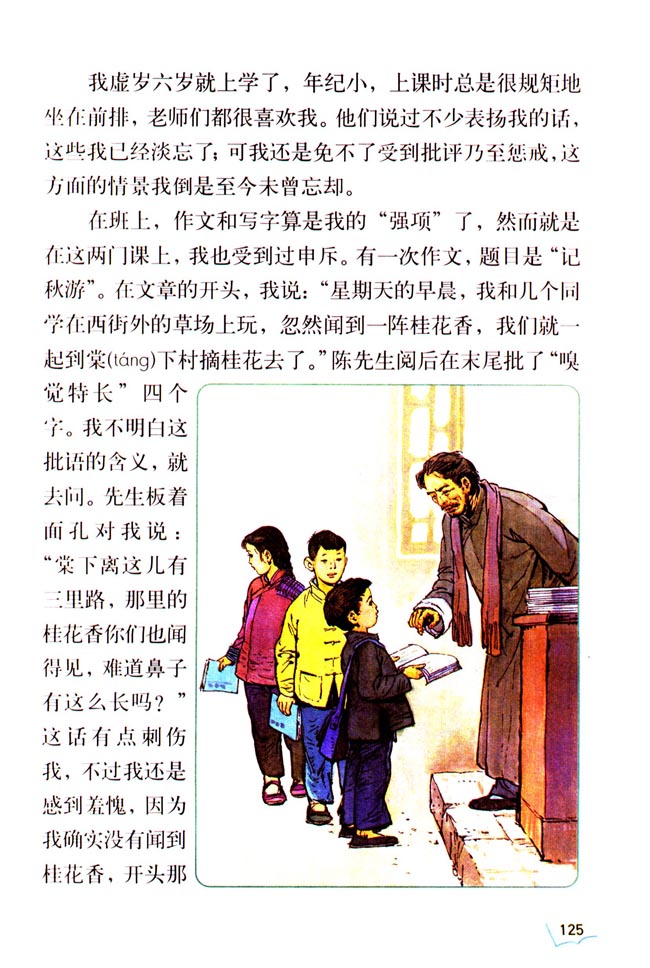 我虚岁六岁就上学了，年纪小，上课时总是很规矩地
坐在前排，老师们都很喜欢我。他们说过不少表扬我的话，
这些我已经淡忘了；可我还是免不了受到批评乃至惩戒，这
方面的情景我倒是至今未曾忘却。
在班上，作文和写字算是我的“强项”了，然而就是
在这两门课上，我也受到过申斥。有一次作文，题目是“记
秋游”。在文章的开头，我说：“星期天的早晨，我和几个同
学在西街外的草场上玩，忽然闻到一阵桂花香，我们就一
起到棠(táng)下村摘桂花去了。”陈先生阅后在末尾批了“嗅
觉特长”四个
字。我不明白这
批语的含义，就
去问。先生板着
面孔对我说：
“棠下离这儿有
三里路，那里的
桂花香你们也闻
得见，难道鼻子
有这么长吗？”
这话有点刺伤
我，不过我还是
感到羞愧，因为
我确实没有闻到
桂花香，开头那
125